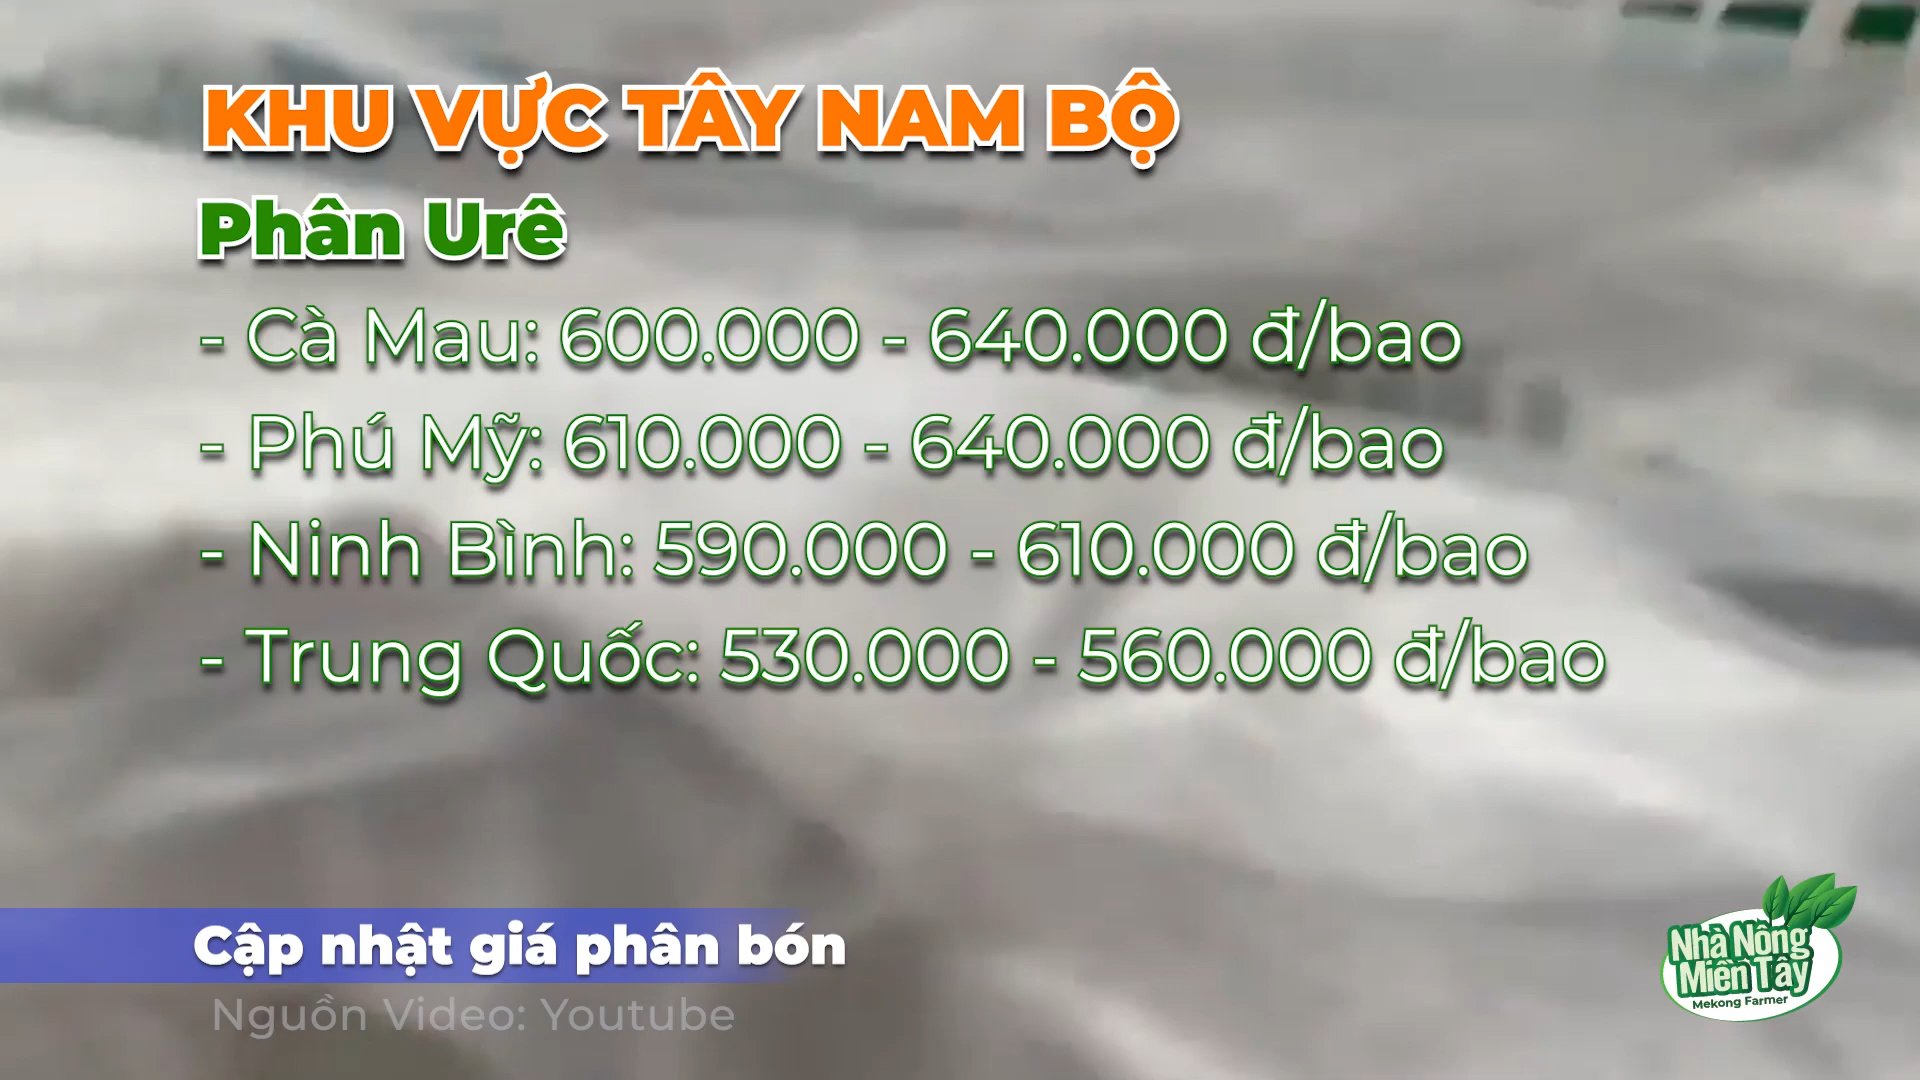 KHU VỰC TÂY NAM BỘ
Phân Urê
- Cà Mau: 600.000 - 640.000 đ/bao
- Phú Mỹ: 610.000 - 640.000 đ/bao
- Ninh Bình: 590.000 - 610.000 đ/bao
- Trung Quốc: 530.000 - 560.000 đ/bao
Cập nhật giá phân bón
Nguồn Video: Youtube
Nhà Nông
Miền Tây
Mekong Farmer